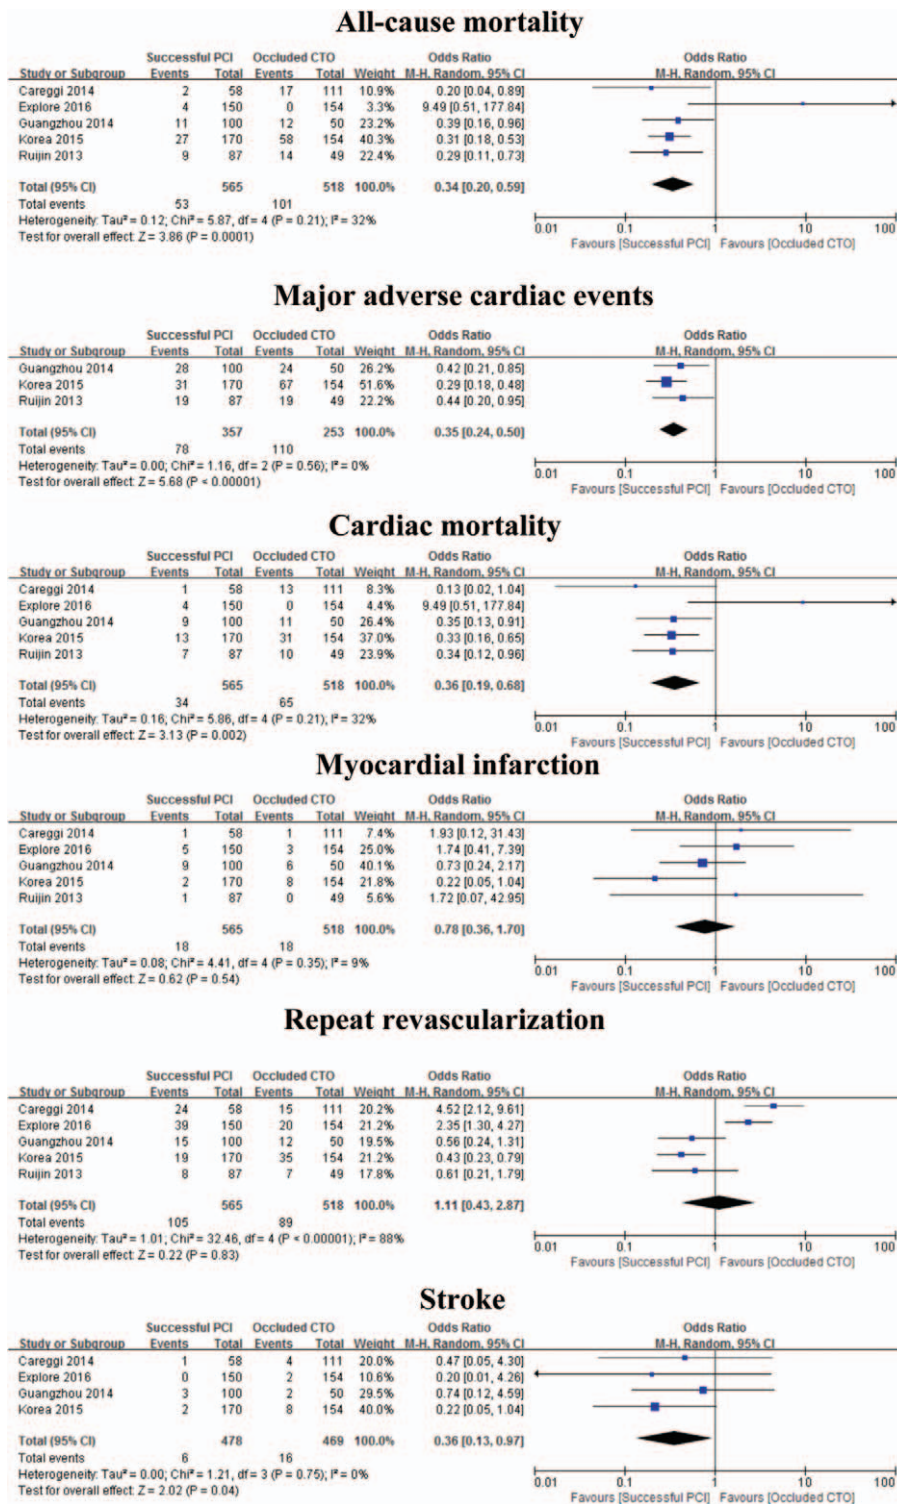 All-cause mortality
Successful PCI Occluded CTO Odds Ratio Odds Ratio
Study or Subgroup Events Total Events Total Weight M-H, Random, 95% CI M-H, Random, 95% CI
Careggi 2014 2 58 17 111 10.9% 0.20 [0.04, 0.89]
Explore 2016 4 150 0 154 3.3% 9.49 [0.51, 177.84]
Guangzhou 2014 11 100 12 50 23.2% 0.39 [0.16, 0.96]
Korea 2015 27 170 58 154 40.3% 0.31 [0.18, 0.53]
Ruijin 2013 9 87 14 49 22.4% 0.29 [0.11, 0.73]
Total (95% CI) 565 518 100.0% 0.34 [0.20, 0.59]
Total events 53 101
Heterogeneity: Tau² = 0.12; Chi² = 5.87, df = 4 (P = 0.21); I² = 32%
Test for overall effect: Z = 3.86 (P = 0.0001)
0.01 0.1 1 10 100
Favours [Successful PCI] Favours [Occluded CTO]
Major adverse cardiac events
Successful PCI Occluded CTO Odds Ratio Odds Ratio
Study or Subgroup Events Total Events Total Weight M-H, Random, 95% CI M-H, Random, 95% CI
Guangzhou 2014 28 100 24 50 26.2% 0.42 [0.21, 0.85]
Korea 2015 31 170 67 154 51.6% 0.29 [0.18, 0.48]
Ruijin 2013 19 87 19 49 22.2% 0.44 [0.20, 0.95]
Total (95% CI) 357 253 100.0% 0.35 [0.24, 0.50]
Total events 78 110
Heterogeneity: Tau² = 0.00; Chi² = 1.16, df = 2 (P = 0.56); I² = 0%
Test for overall effect: Z = 5.68 (P < 0.00001)
0.01 0.1 1 10 100
Favours [Successful PCI] Favours [Occluded CTO]
Cardiac mortality
Successful PCI Occluded CTO Odds Ratio Odds Ratio
Study or Subgroup Events Total Events Total Weight M-H, Random, 95% CI M-H, Random, 95% CI
Careggi 2014 1 58 13 111 8.3% 0.13 [0.02, 1.04]
Explore 2016 4 150 0 154 4.4% 9.49 [0.51, 177.84]
Guangzhou 2014 9 100 11 50 26.4% 0.35 [0.13, 0.91]
Korea 2015 13 170 31 154 37.0% 0.33 [0.16, 0.65]
Ruijin 2013 7 87 10 49 23.9% 0.34 [0.12, 0.96]
Total (95% CI) 565 518 100.0% 0.36 [0.19, 0.68]
Total events 34 65
Heterogeneity: Tau² = 0.16; Chi² = 5.86, df = 4 (P = 0.21); I² = 32%
Test for overall effect: Z = 3.13 (P = 0.002)
0.01 0.1 1 10 100
Favours [Successful PCI] Favours [Occluded CTO]
Myocardial infarction
Successful PCI Occluded CTO Odds Ratio Odds Ratio
Study or Subgroup Events Total Events Total Weight M-H, Random, 95% CI M-H, Random, 95% CI
Careggi 2014 1 58 1 111 7.4% 1.93 [0.12, 31.43]
Explore 2016 5 150 3 154 25.0% 1.74 [0.41, 7.39]
Guangzhou 2014 9 100 6 50 40.1% 0.73 [0.24, 2.17]
Korea 2015 2 170 8 154 21.8% 0.22 [0.05, 1.04]
Ruijin 2013 1 87 0 49 5.6% 1.72 [0.07, 42.95]
Total (95% CI) 565 518 100.0% 0.78 [0.36, 1.70]
Total events 18 18
Heterogeneity: Tau² = 0.08; Chi² = 4.41, df = 4 (P = 0.35); I² = 9%
Test for overall effect: Z = 0.62 (P = 0.54)
0.01 0.1 1 10 100
Favours [Successful PCI] Favours [Occluded CTO]
Repeat revascularization
Successful PCI Occluded CTO Odds Ratio Odds Ratio
Study or Subgroup Events Total Events Total Weight M-H, Random, 95% CI M-H, Random, 95% CI
Careggi 2014 24 58 15 111 20.2% 4.52 [2.12, 9.61]
Explore 2016 39 150 20 154 21.2% 2.35 [1.30, 4.27]
Guangzhou 2014 15 100 12 50 19.5% 0.56 [0.24, 1.31]
Korea 2015 19 170 35 154 21.2% 0.43 [0.23, 0.79]
Ruijin 2013 8 87 7 49 17.8% 0.61 [0.21, 1.79]
Total (95% CI) 565 518 100.0% 1.11 [0.43, 2.87]
Total events 105 89
Heterogeneity: Tau² = 1.01; Chi² = 32.46, df = 4 (P < 0.00001); I² = 88%
Test for overall effect: Z = 0.22 (P = 0.83)
0.01 0.1 1 10 100
Favours [Successful PCI] Favours [Occluded CTO]
Stroke
Successful PCI Occluded CTO Odds Ratio Odds Ratio
Study or Subgroup Events Total Events Total Weight M-H, Random, 95% CI M-H, Random, 95% CI
Careggi 2014 1 58 4 111 20.0% 0.47 [0.05, 4.30]
Explore 2016 0 150 2 154 10.6% 0.20 [0.01, 4.26]
Guangzhou 2014 3 100 2 50 29.5% 0.74 [0.12, 4.59]
Korea 2015 2 170 8 154 40.0% 0.22 [0.05, 1.04]
Total (95% CI) 478 469 100.0% 0.36 [0.13, 0.97]
Total events 6 16
Heterogeneity: Tau² = 0.00; Chi² = 1.21, df = 3 (P = 0.75); I² = 0%
Test for overall effect: Z = 2.02 (P = 0.04)
0.01 0.1 1 10 100
Favours [Successful PCI] Favours [Occluded CTO]